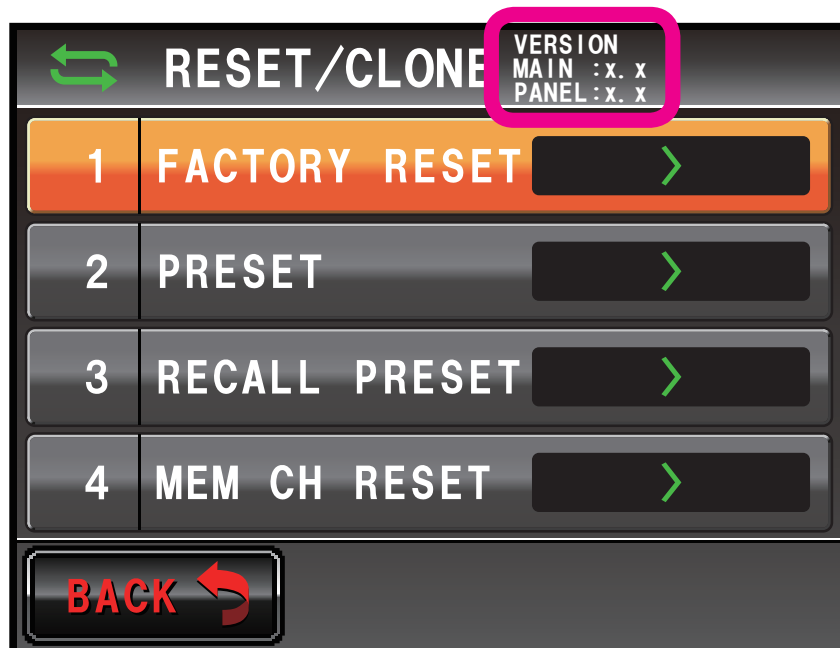 RESET/CLONE
VERSION
MAIN :x.x
PANEL:x.x
1 FACTORY RESET
2 PRESET
3 RECALL PRESET
4 MEM CH RESET
BACK